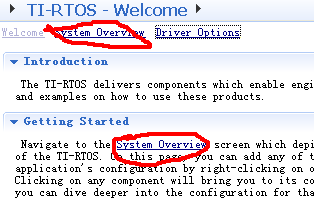 TI-RTOS - Welcome
Welcome System Overview Driver Options
Introduction
The TI-RTOS delivers components which enable engi
and examples on how to use these products.
Getting Started
Navigate to the System Overview screen which depi
of the TI-RTOS. On this page you can add any of t
application's configuration by right-clicking on o
Clicking on any component will bring you to its co
you can dive deeper into the configuration for tha